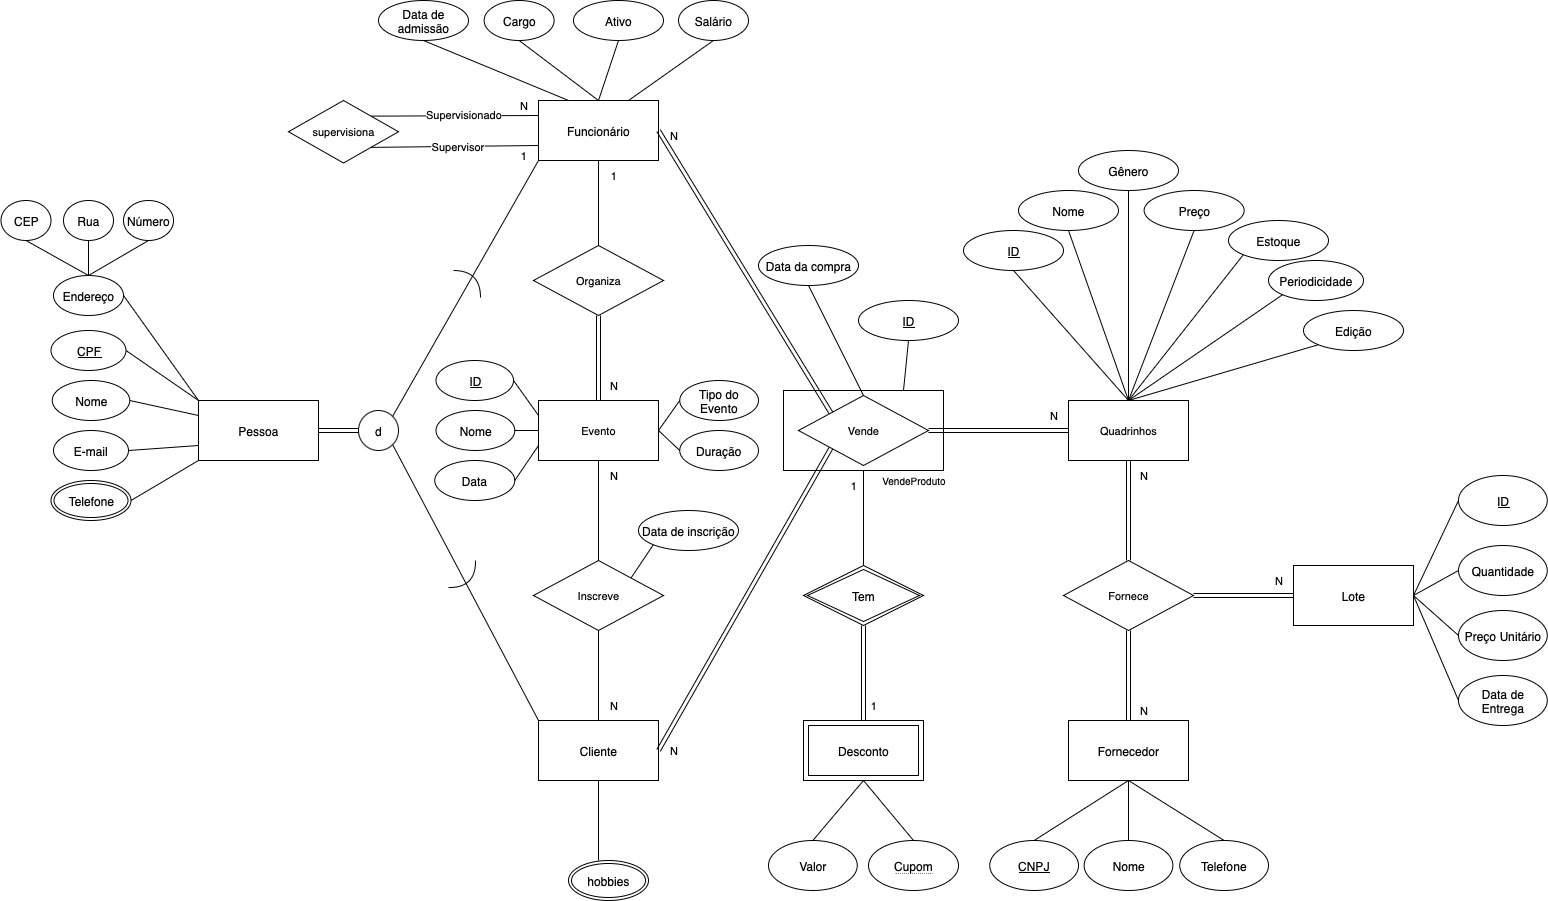 Data de
admissão
Cargo
Ativo
Salário
Supervisionado
N
supervisiona
Funcionário
N
Supervisor
1
1
Gênero
CEP
Rua
Número
Nome
Preço
ID
Estoque
Data da compra
Organiza
Periodicidade
Endereço
ID
Edição
CPF
ID
N
Tipo do
Evento
Nome
N
Pessoa
d
Nome
Evento
Vende
Quadrinhos
E-mail
Duração
Data
N
1
VendeProduto
N
Telefone
ID
Data de inscrição
Quantidade
N
Inscreve
Tem
Fornece
Lote
Preço Unitário
Data de
Entrega
N
1
N
Cliente
N
Desconto
Fornecedor
Valor
Cupom
CNPJ
Nome
Telefone
hobbies